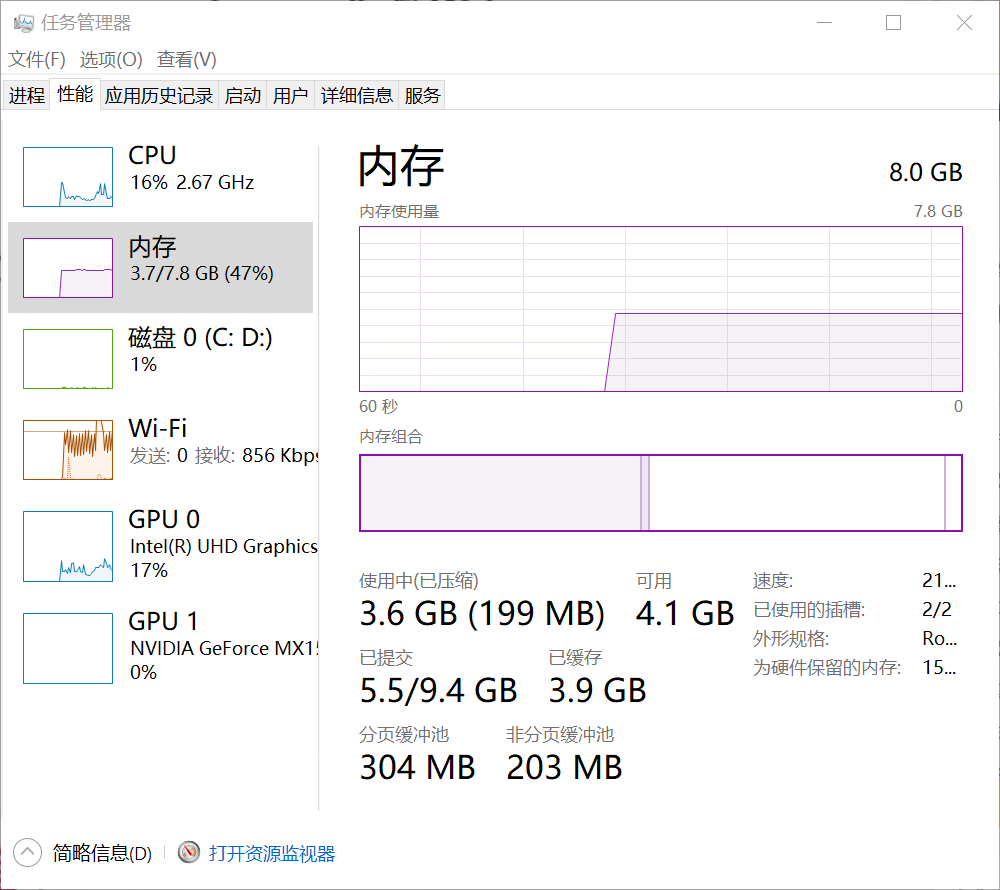 任务管理器
文件(F) 选项(O) 查看(V)
进程 性能 应用历史记录 启动 用户 详细信息 服务
CPU
16% 2.67 GHz
内存
3.7/7.8 GB (47%)
磁盘 0 (C: D:)
1%
Wi-Fi
发送: 0 接收: 856 Kbps
GPU 0
Intel(R) UHD Graphics
17%
GPU 1
NVIDIA GeForce MX15
0%
内存 8.0 GB
内存使用量 7.8 GB
60 秒 0
内存组合
使用中(已压缩) 可用
3.6 GB (199 MB) 4.1 GB
已提交 已缓存
5.5/9.4 GB 3.9 GB
分页缓冲池 非分页缓冲池
304 MB 203 MB
速度: 21...
已使用的插槽: 2/2
外形规格: Ro...
为硬件保留的内存: 15...
简略信息(D) 打开资源监视器